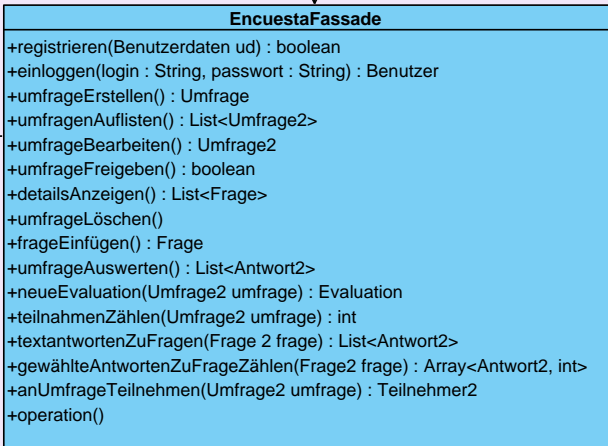 EncuestaFassade
+registrieren(Benutzerdaten ud) : boolean
+einloggen(login : String, passwort : String) : Benutzer
+umfrageErstellen() : Umfrage
+umfragenAuflisten() : List<Umfrage2>
+umfrageBearbeiten() : Umfrage2
+umfrageFreigeben() : boolean
+detailsAnzeigen() : List<Frage>
+umfrageLöschen()
+frageEinfügen() : Frage
+umfrageAuswerten() : List<Antwort2>
+neueEvaluation(Umfrage2 umfrage) : Evaluation
+teilnahmenZählen(Umfrage2 umfrage) : int
+textantwortenZuFragen(Frage 2 frage) : List<Antwort2>
+gewählteAntwortenZuFrageZählen(Frage2 frage) : Array<Antwort2, int>
+anUmfrageTeilnehmen(Umfrage2 umfrage) : Teilnehmer2
+operation()